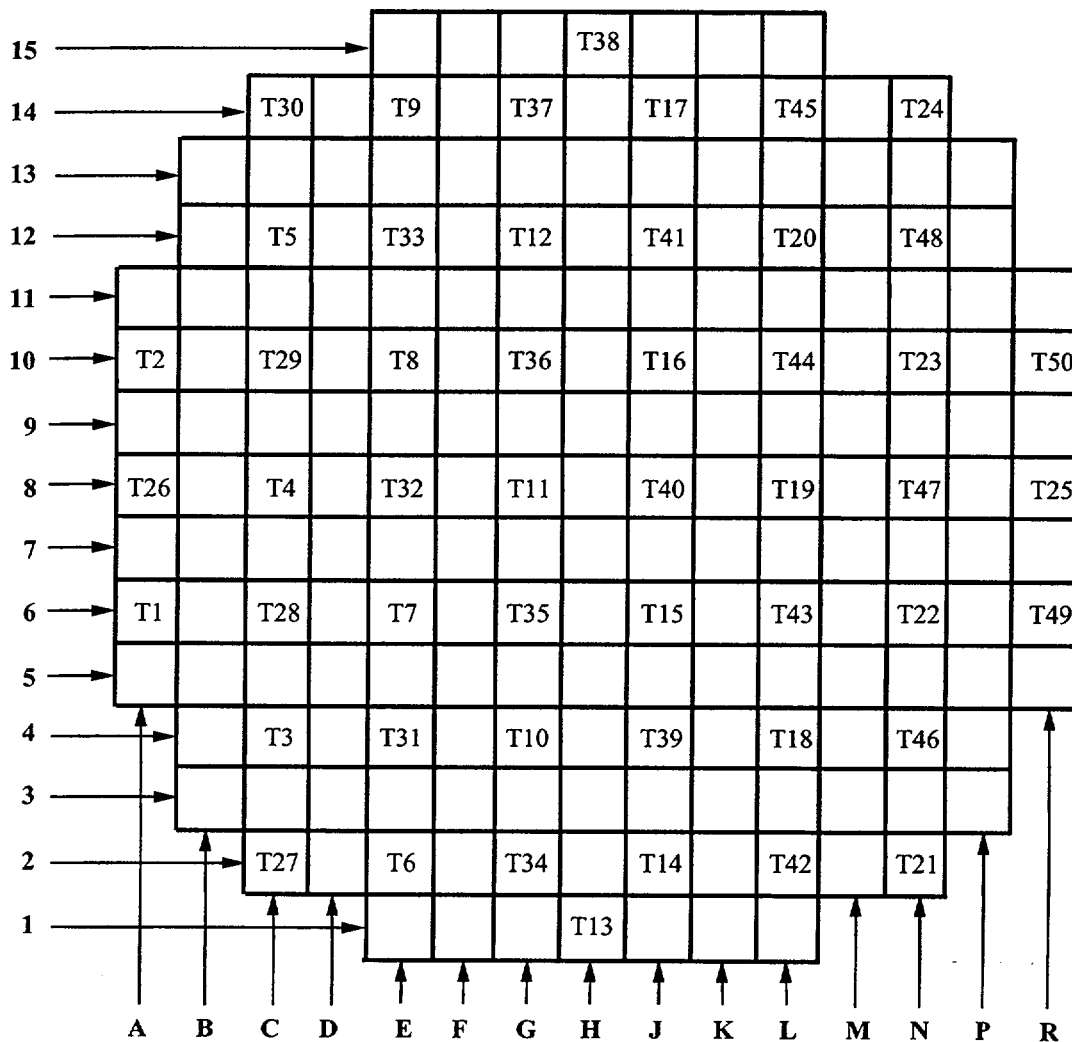 15 T38
14 T30 T9 T37 T17 T45 T24
13
12 T5 T33 T12 T41 T20 T48
11
10 T2 T29 T8 T36 T16 T44 T23 T50
9
8 T26 T4 T32 T11 T40 T19 T47 T25
7
6 T1 T28 T7 T35 T15 T43 T22 T49
5
4 T3 T31 T10 T39 T18 T46
3
2 T27 T6 T34 T14 T42 T21
1 T13
A B C D E F G H J K L M N P R